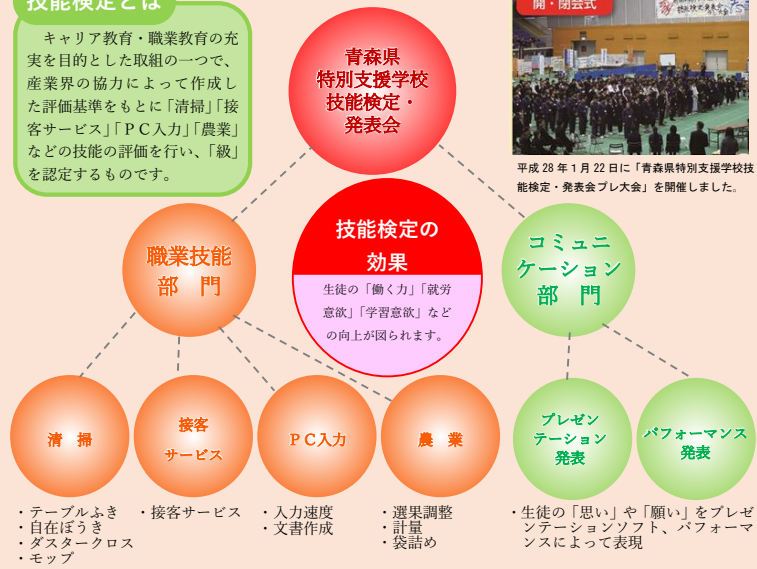 技能検定とは
キャリア教育・職業教育の充
実を目的とした取組の一つで、
産業界の協力によって作成し
た評価基準をもとに「清掃」「接
客サービス」「ＰＣ入力」「農業」
などの技能の評価を行い、「級」
を認定するものです。
青森県
特別支援学校
技能検定・
発表会
開・閉会式
平成 28 年 1 月 22 日に「青森県特別支援学校技
能検定・発表会プレ大会」を開催しました。
職業技能
部　門
技能検定の
効果
生徒の「働く力」「就労
意欲」「学習意欲」など
の向上が図られます。
コミュニ
ケーション
部　門
清　掃
接客
サービス
ＰＣ入力
農　業
プレゼン
テーション
発表
パフォーマンス
発表
・テーブルふき
・自在ぼうき
・ダスタークロス
・モップ
・接客サービス
・入力速度
・文書作成
・選果調整
・計量
・袋詰め
・生徒の「思い」や「願い」をプレゼ
ンテーションソフト、パフォーマ
ンスによって表現